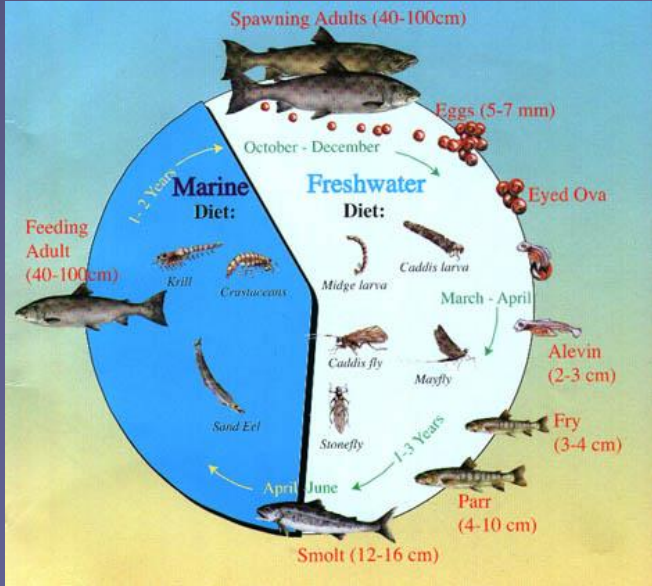 Spawning Adults (40-100cm)
Eggs (5-7 mm)
October - December
Eyed Ova
1- 2 Years
Marine
Diet:
Freshwater
Diet:
Feeding
Adult
(40-100cm)
Krill
Crustaceans
Midge larva
Caddis larva
March - April
Alevin
(2-3 cm)
Caddis fly
Mayfly
Sand Eel
Stonefly
Fry
(3-4 cm)
1-3 Years
Parr
(4-10 cm)
April June
Smolt (12-16 cm)